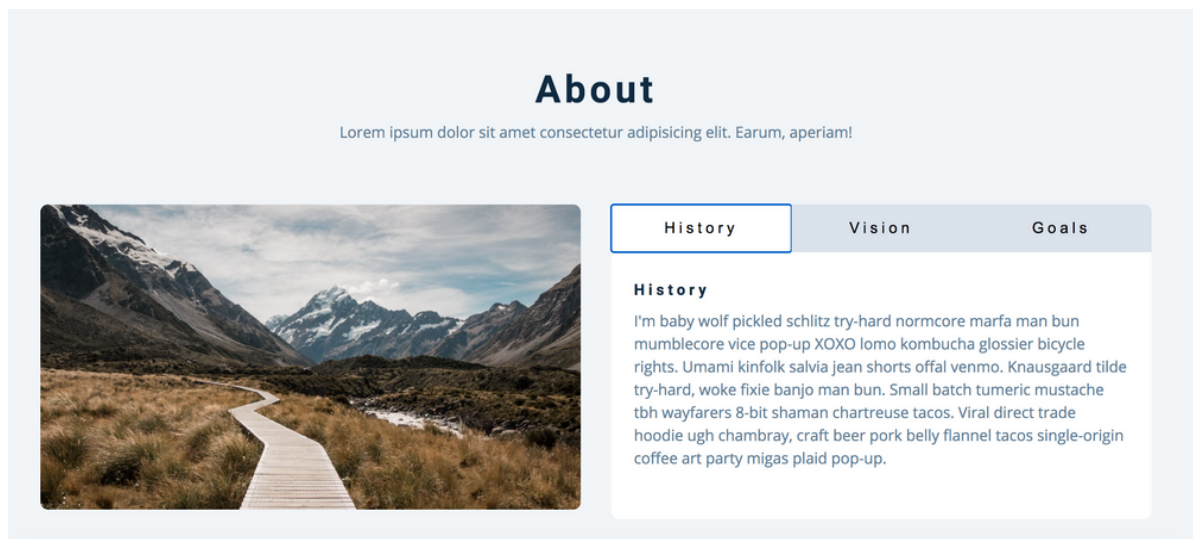 About
Lorem ipsum dolor sit amet consectetur adipisicing elit. Earum, aperiam!
History
Vision
Goals
History
I'm baby wolf pickled schlitz try-hard normcore marfa man bun
mumblecore vice pop-up XOXO lomo kombucha glossier bicycle
rights. Umami kinfolk salvia jean shorts offal venmo. Knausgaard tilde
try-hard, woke fixie banjo man bun. Small batch tumeric mustache
tbh wayfarers 8-bit shaman chartreuse tacos. Viral direct trade
hoodie ugh chambray, craft beer pork belly flannel tacos single-origin
coffee art party migas plaid pop-up.